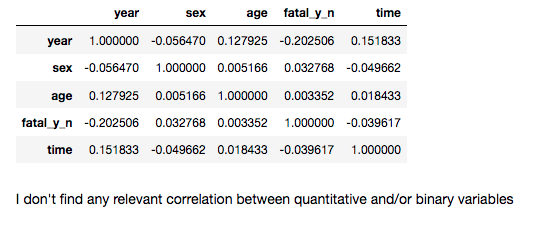 year sex age fatal_y_n time
year 1.000000 -0.056470 0.127925 -0.202506 0.151833
sex -0.056470 1.000000 0.005166 0.032768 -0.049662
age 0.127925 0.005166 1.000000 0.003352 0.018433
fatal_y_n -0.202506 0.032768 0.003352 1.000000 -0.039617
time 0.151833 -0.049662 0.018433 -0.039617 1.000000
I don't find any relevant correlation between quantitative and/or binary variables